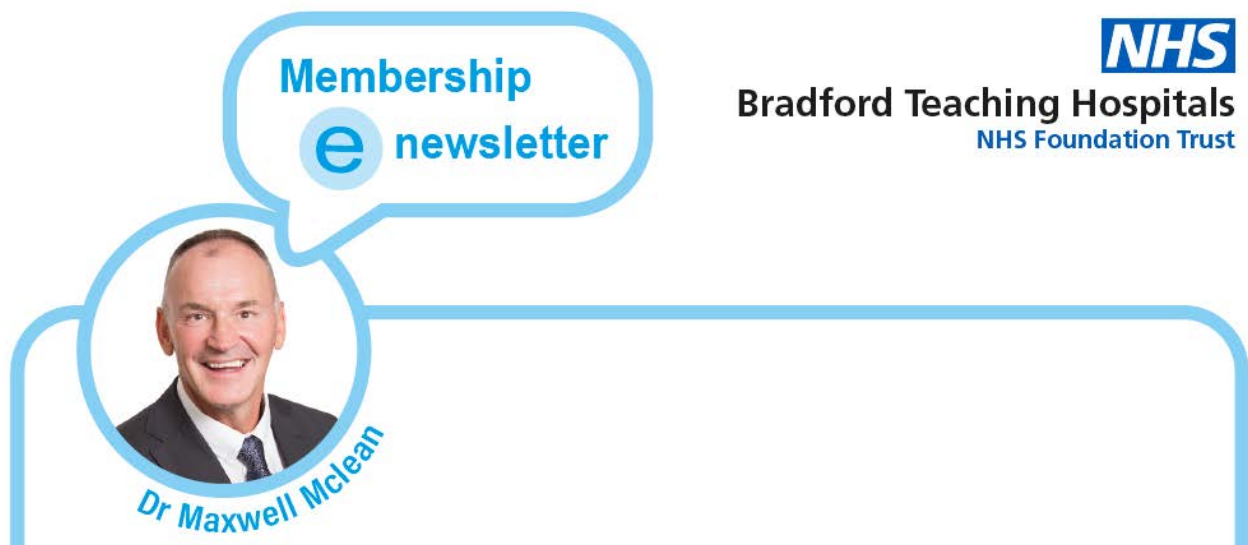 Membership
e newsletter
NHS
Bradford Teaching Hospitals
NHS Foundation Trust
Dr Maxwell Mclean